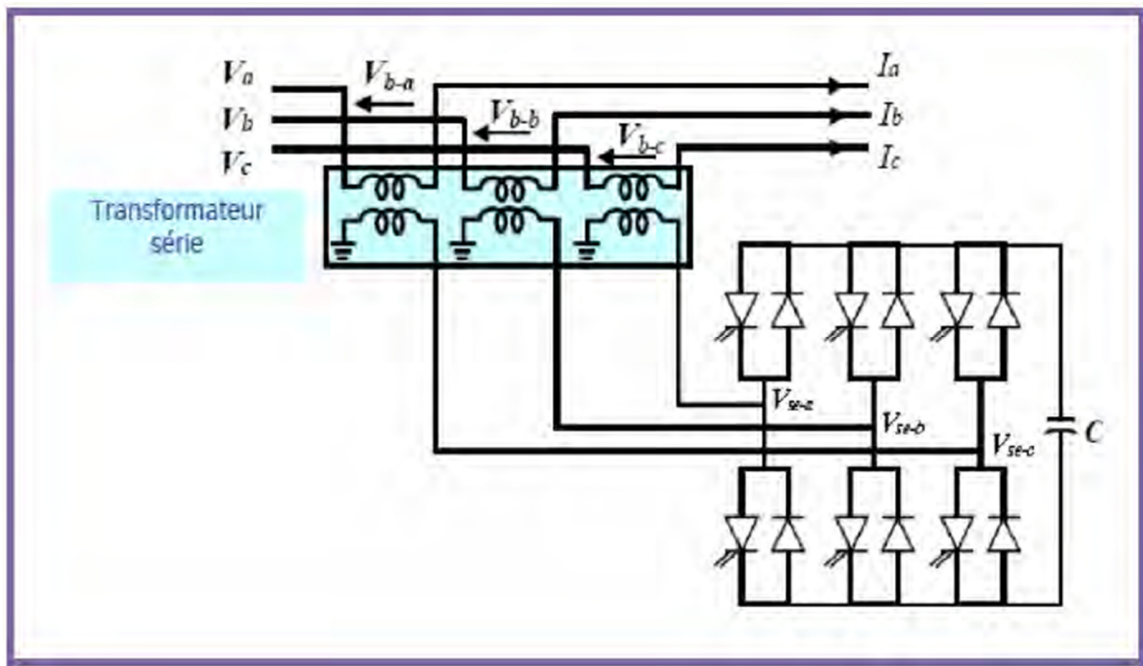 Va
Vb-a
Ia
Vb
Vb-b
Ib
Vc
Vb-c
Ic
Transformateur
série
Vse-a
Vse-b
Vse-c
C